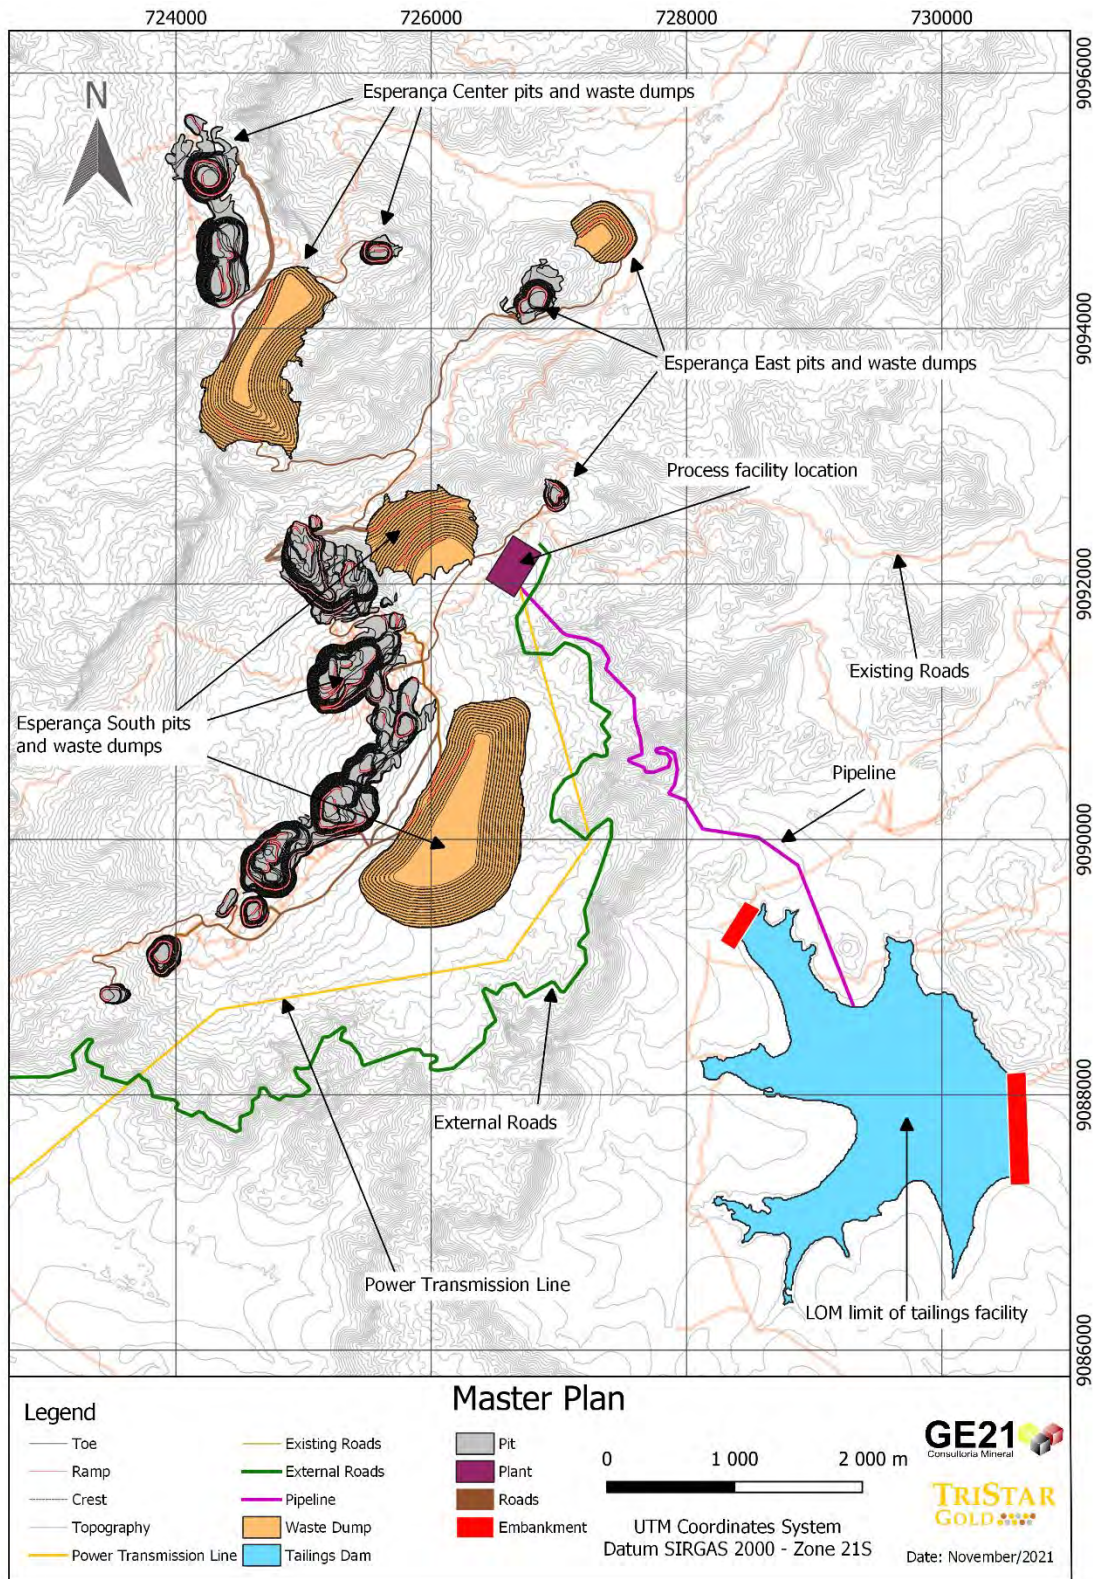 724000
726000
728000
730000
9096000
N
Esperança Center pits and waste dumps
9094000
Esperança East pits and waste dumps
Process facility location
9092000
Existing Roads
Esperança South pits
and waste dumps
Pipeline
9090000
9088000
External Roads
Power Transmission Line
LOM limit of tailings facility
9086000
Master Plan
Legend
Toe
Ramp
Crest
Topography
Power Transmission Line
Existing Roads
External Roads
Pipeline
Waste Dump
Tailings Dam
Pit
Plant
Roads
Embankment
0 1 000 2 000 m
UTM Coordinates System
Datum SIRGAS 2000 - Zone 21S
GE21
Consultoria Mineral
TRISTAR
GOLD
Date: November/2021